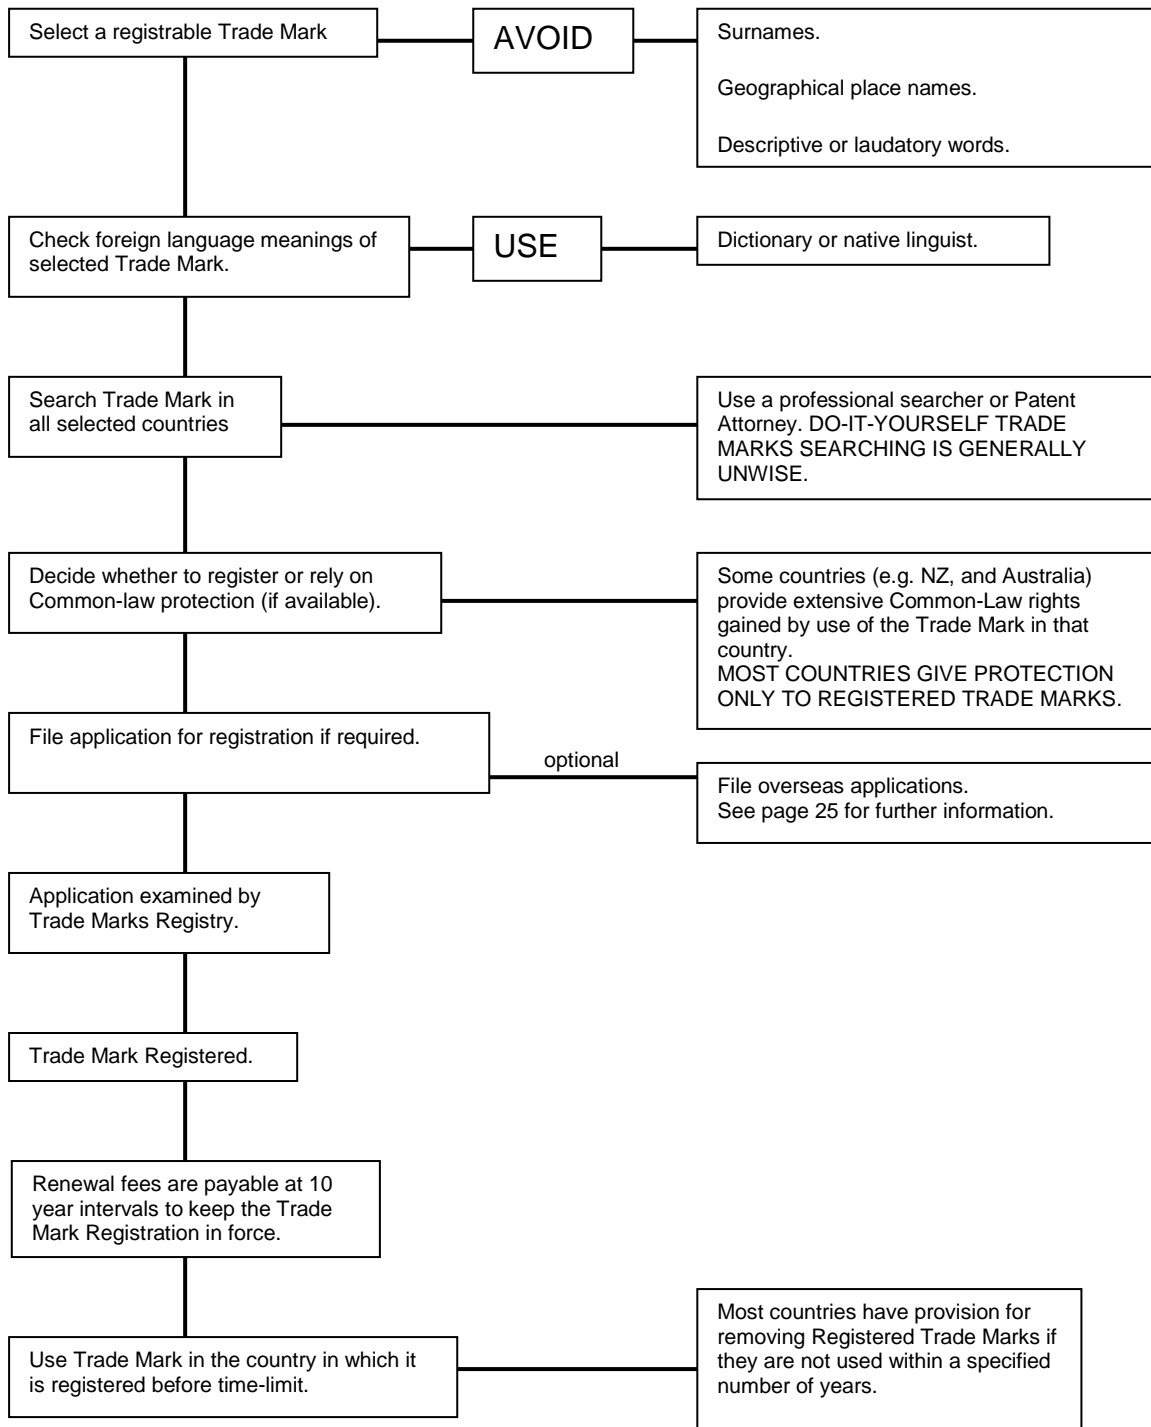 Select a registrable Trade Mark
AVOID
Surnames.
Geographical place names.
Descriptive or laudatory words.
Check foreign language meanings of
selected Trade Mark.
USE
Dictionary or native linguist.
Search Trade Mark in
all selected countries
Use a professional searcher or Patent
Attorney. DO-IT-YOURSELF TRADE
MARKS SEARCHING IS GENERALLY
UNWISE.
Decide whether to register or rely on
Common-law protection (if available).
Some countries (e.g. NZ, and Australia)
provide extensive Common-Law rights
gained by use of the Trade Mark in that
country.
MOST COUNTRIES GIVE PROTECTION
ONLY TO REGISTERED TRADE MARKS.
File application for registration if required.
optional
File overseas applications.
See page 25 for further information.
Application examined by
Trade Marks Registry.
Trade Mark Registered.
Renewal fees are payable at 10
year intervals to keep the Trade
Mark Registration in force.
Use Trade Mark in the country in which it
is registered before time-limit.
Most countries have provision for
removing Registered Trade Marks if
they are not used within a specified
number of years.